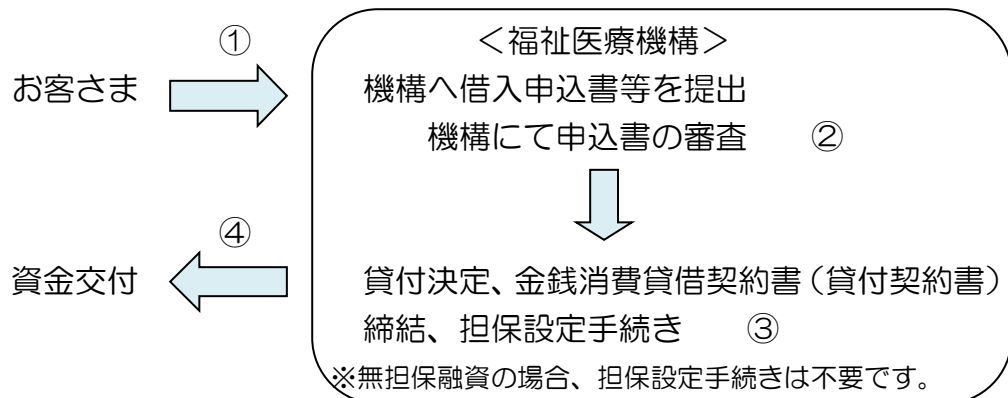 ①
＜福祉医療機構＞
お客さま
機構へ借入申込書等を提出
機構にて申込書の審査　②
④
資金交付
貸付決定、金銭消費貸借契約書（貸付契約書）
締結、担保設定手続き　③
※無担保融資の場合、担保設定手続きは不要です。